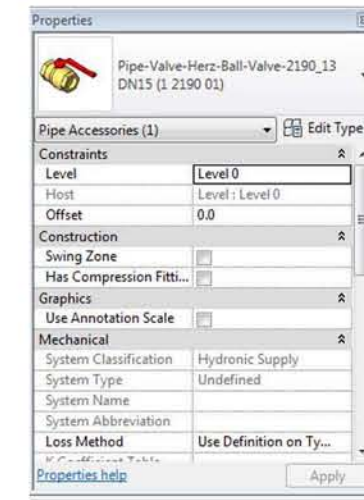 Properties
Pipe-Valve-Herz-Ball-Valve-2190_13
DN15 (1 2190 01)
Pipe Accessories (1) Edit Type
Constraints
Level Level 0
Host Level : Level 0
Offset 0.0
Construction
Swing Zone
Has Compression Fitti...
Graphics
Use Annotation Scale
Mechanical
System Classification Hydronic Supply
System Type Undefined
System Name
System Abbreviation
Loss Method Use Definition on Ty...
K Coefficient Table
Properties help Apply